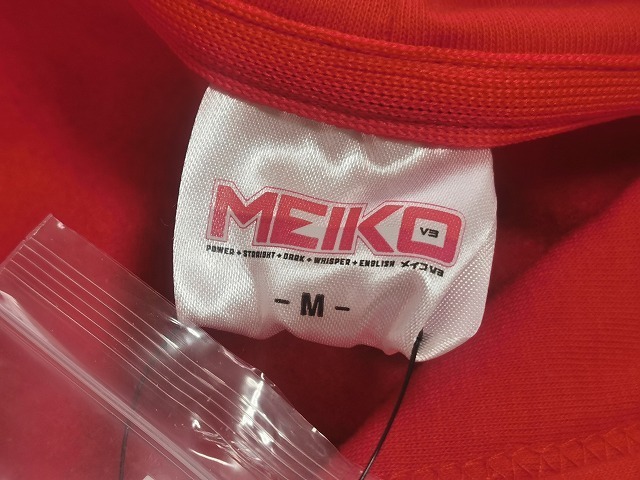 MEIKO V3
POWER + STRAIGHT + DARK + WHISPER + ENGLISH メイコV3
- M -